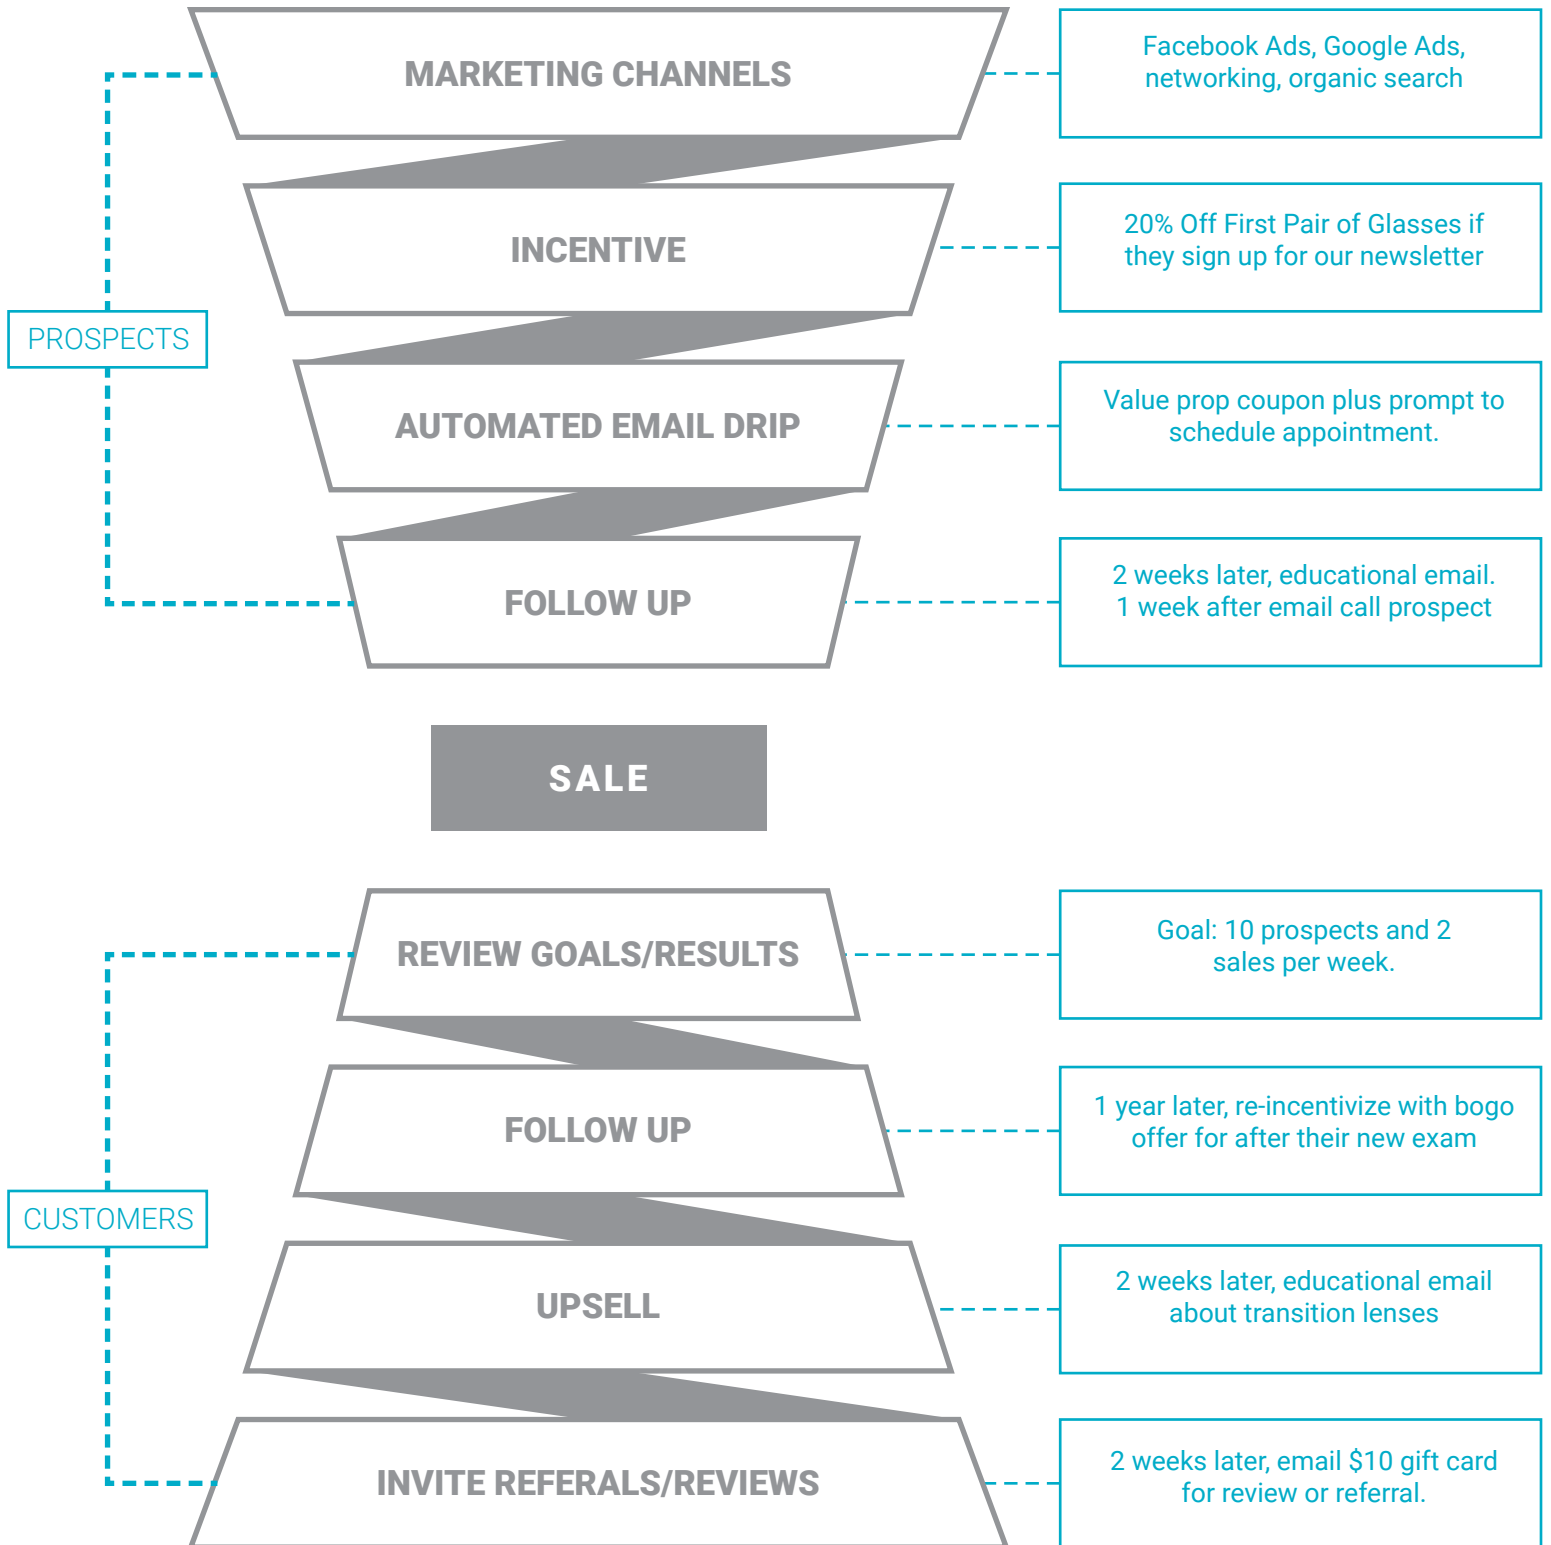 MARKETING CHANNELS
Facebook Ads, Google Ads,
networking, organic search
INCENTIVE
20% Off First Pair of Glasses if
they sign up for our newsletter
PROSPECTS
AUTOMATED EMAIL DRIP
Value prop coupon plus prompt to
schedule appointment.
FOLLOW UP
2 weeks later, educational email.
1 week after email call prospect
SALE
REVIEW GOALS/RESULTS
Goal: 10 prospects and 2
sales per week.
FOLLOW UP
1 year later, re-incentivize with bogo
offer for after their new exam
CUSTOMERS
UPSELL
2 weeks later, educational email
about transition lenses
INVITE REFERALS/REVIEWS
2 weeks later, email $10 gift card
for review or referral.